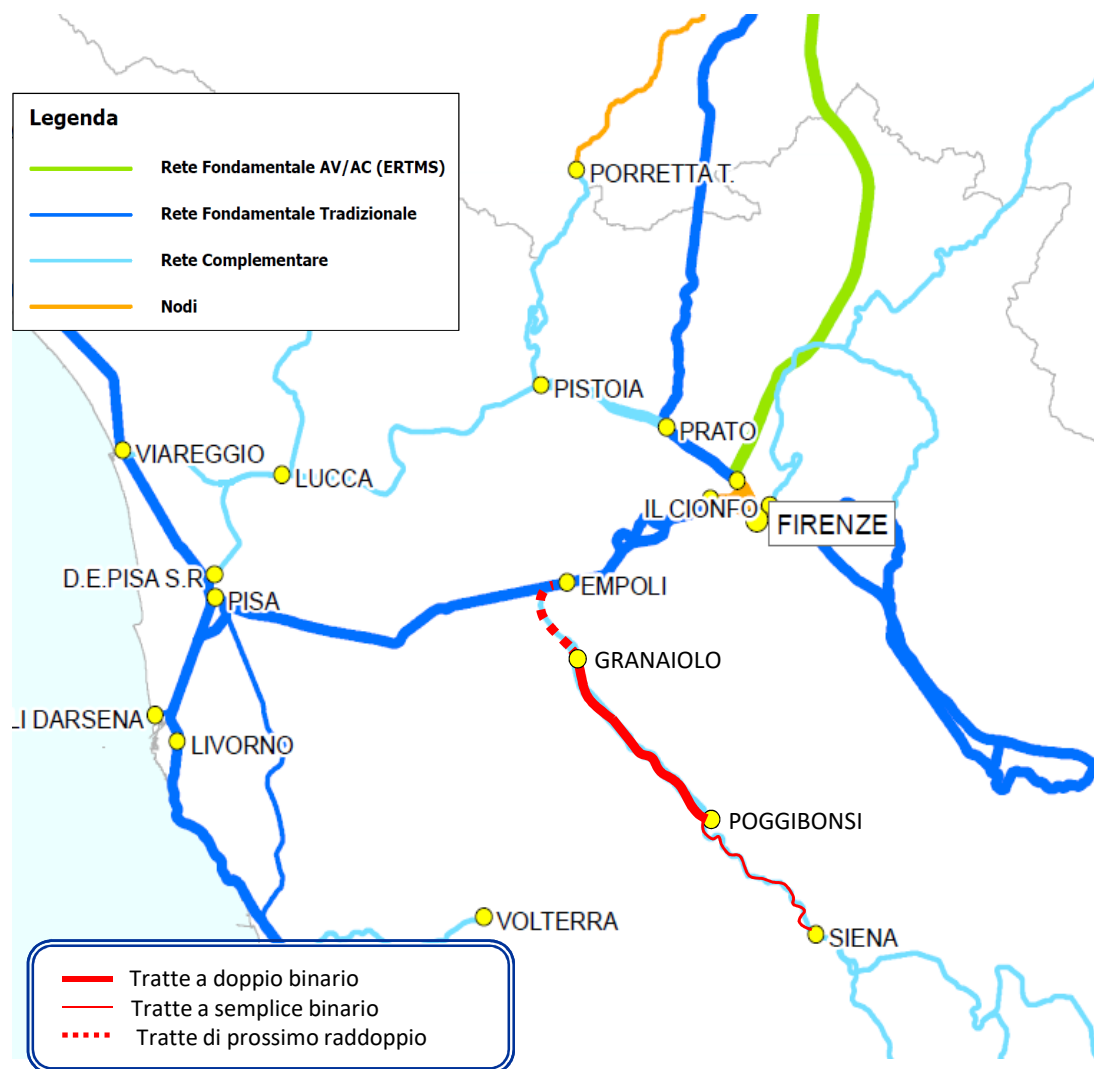 Legenda
Rete Fondamentale AV/AC (ERTMS)
Rete Fondamentale Tradizionale
Rete Complementare
Nodi
PORRETTA T.
PISTOIA
PRATO
VIAREGGIO
LUCCA
IL CIONFO
FIRENZE
D.E.PISA S.R
EMPOLI
PISA
GRANAIOLO
LI DARSENA
LIVORNO
POGGIBONSI
VOLTERRA
SIENA
Tratte a doppio binario
Tratte a semplice binario
Tratte di prossimo raddoppio